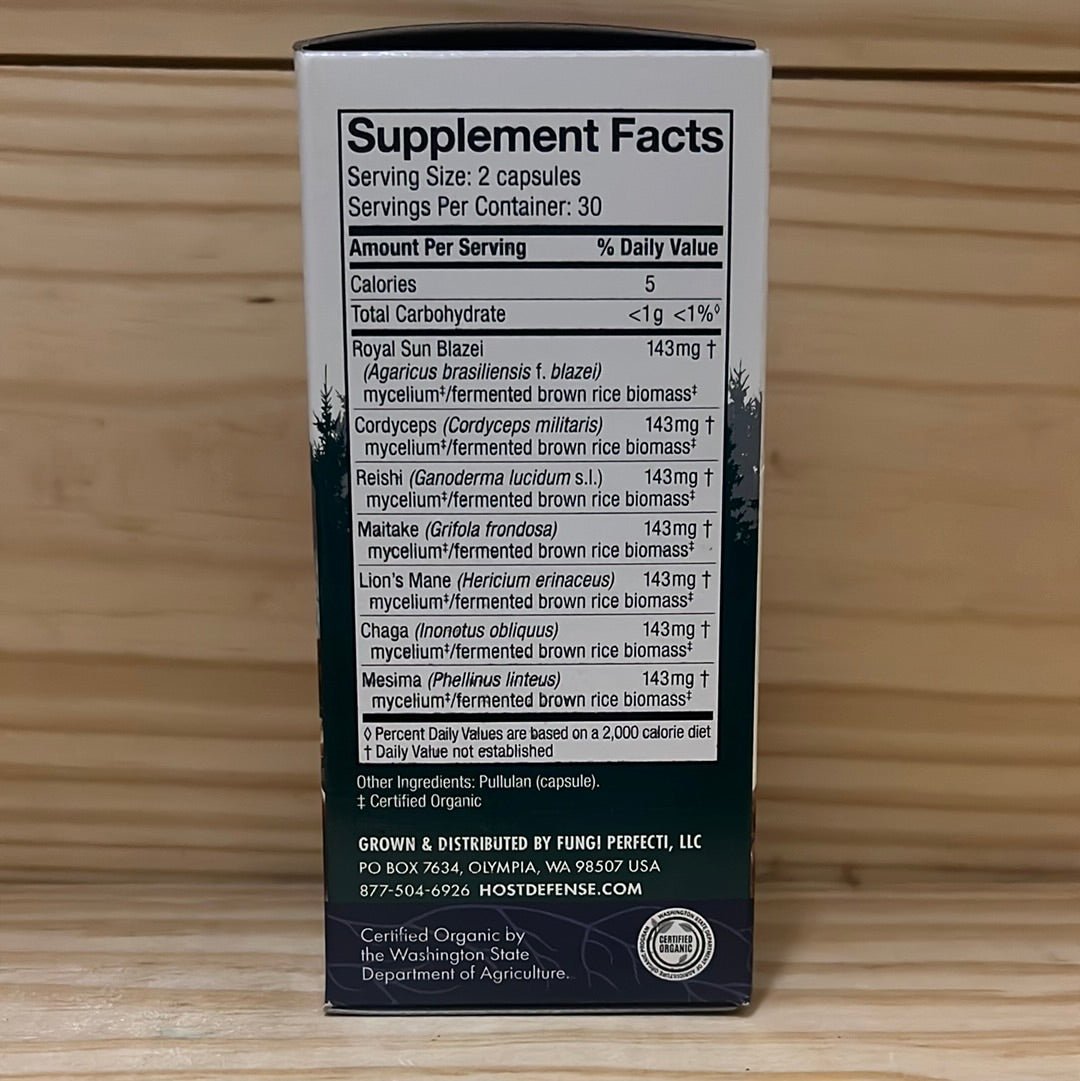 Supplement Facts
Serving Size: 2 capsules
Servings Per Container: 30
Amount Per Serving % Daily Value
Calories 5
Total Carbohydrate <1g <1%◊
Royal Sun Blazei 143mg †
(Agaricus brasiliensis f. blazei)
mycelium‡/fermented brown rice biomass‡
Cordyceps (Cordyceps militaris) 143mg †
mycelium‡/fermented brown rice biomass‡
Reishi (Ganoderma lucidum s.l.) 143mg †
mycelium‡/fermented brown rice biomass‡
Maitake (Grifola frondosa) 143mg †
mycelium‡/fermented brown rice biomass‡
Lion's Mane (Hericium erinaceus) 143mg †
mycelium‡/fermented brown rice biomass‡
Chaga (Inonotus obliquus) 143mg †
mycelium‡/fermented brown rice biomass‡
Mesima (Phellinus linteus) 143mg †
mycelium‡/fermented brown rice biomass‡
◊ Percent Daily Values are based on a 2,000 calorie diet
† Daily Value not established
Other Ingredients: Pullulan (capsule).
‡ Certified Organic
GROWN & DISTRIBUTED BY FUNGI PERFECTI, LLC
PO BOX 7634, OLYMPIA, WA 98507 USA
877-504-6926 HOSTDEFENSE.COM
Certified Organic by
the Washington State
Department of Agriculture.
WASHINGTON STATE DEPARTMENT OF AGRICULTURE ORGANIC PROGRAM
CERTIFIED
ORGANIC